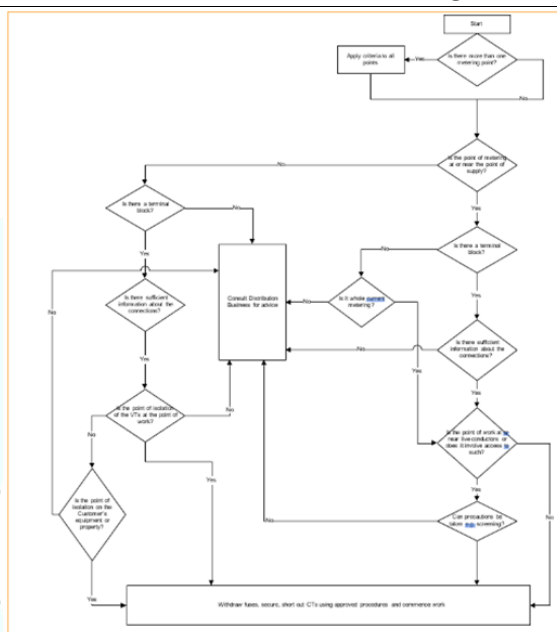 Start
Is there more than one
metering point?
Yes
Apply criteria to all
points
No
Is the point of metering
at or near the point of
supply?
No
Yes
Is there a terminal
block?
No
Yes
Is there a terminal
block?
No
Yes
Consult Distribution
Business for advice
Is it whole current
metering?
No
Yes
Is there sufficient
information about the
connections?
No
Yes
Is there sufficient
information about the
connections?
No
Yes
Is the point of isolation
of the VTs at the point of
work?
No
No
Yes
Is the point of work at or
near live conductors or
does it involve access to
such?
Yes
No
Is the point of
isolation on the
Customer's
equipment or
property?
Yes
Can precautions be
taken screening?
No
Withdraw fuses, secure, short out CTs using approved procedures and commence work